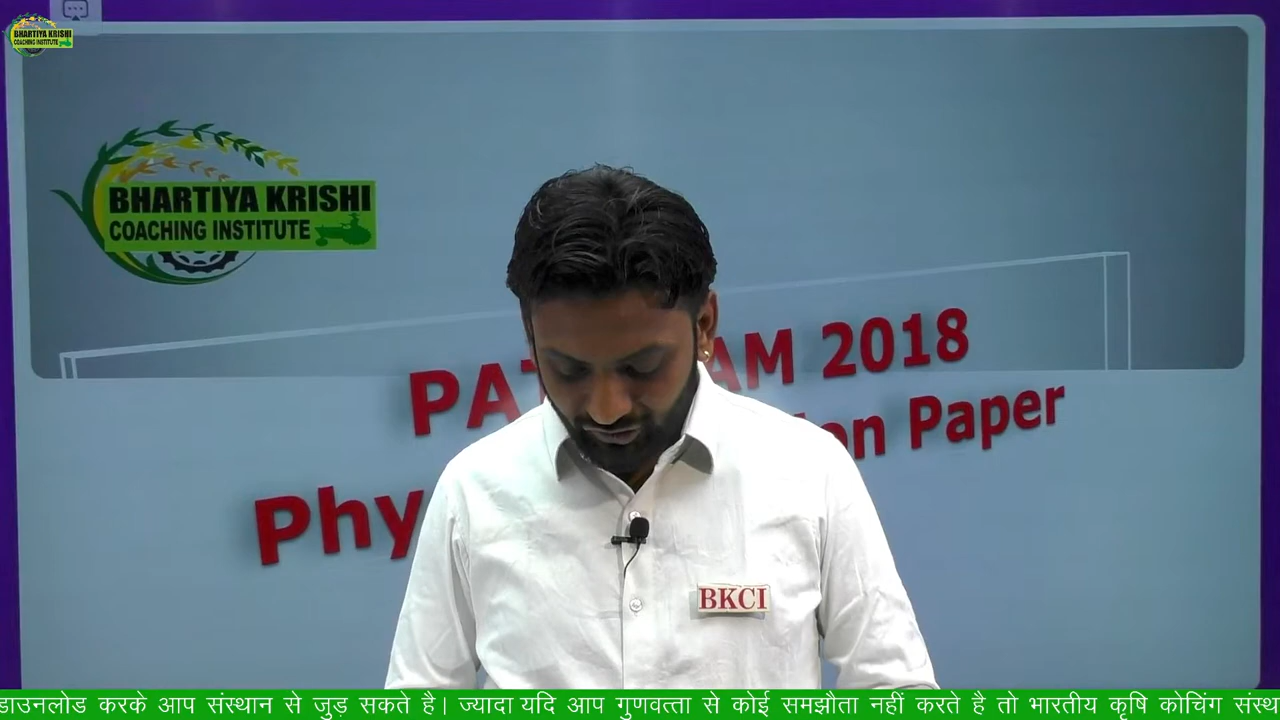 BHARTIYA KRISHI
COACHING INSTITUTE
BHARTIYA KRISHI
COACHING INSTITUTE
AM 2018
Paper
BKCI
डाउनलोड करके आप संस्थान से जुड़ सकते है। ज्यादा यदि आप गुणवत्ता से कोई समझौता नहीं करते है तो भारतीय कृषि कोचिंग